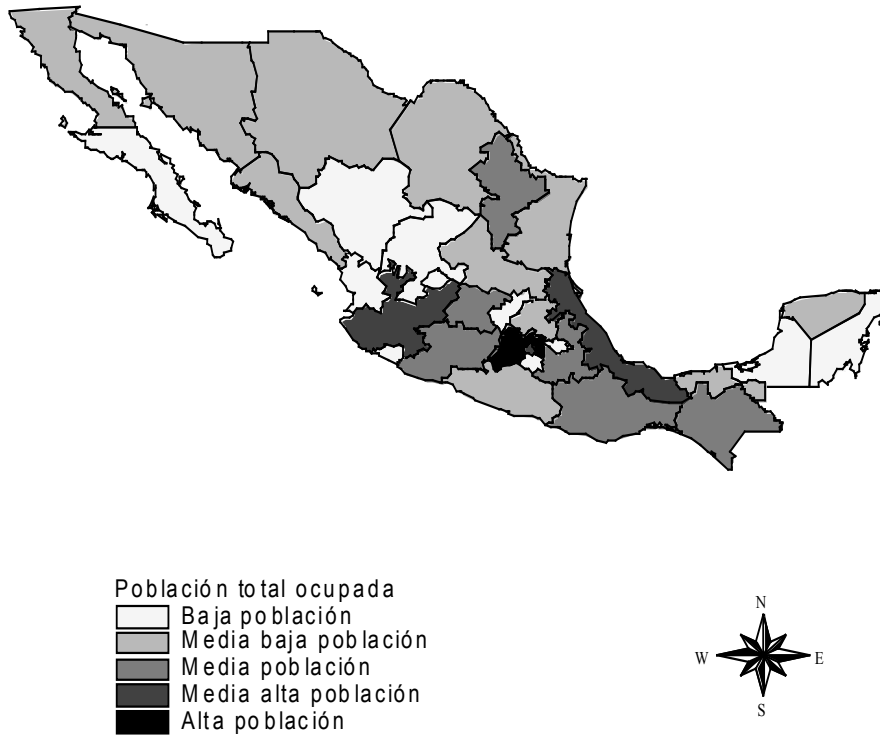 Población total ocupada
Baja población
Media baja población
Media población
Media alta población
Alta población
N
W E
S